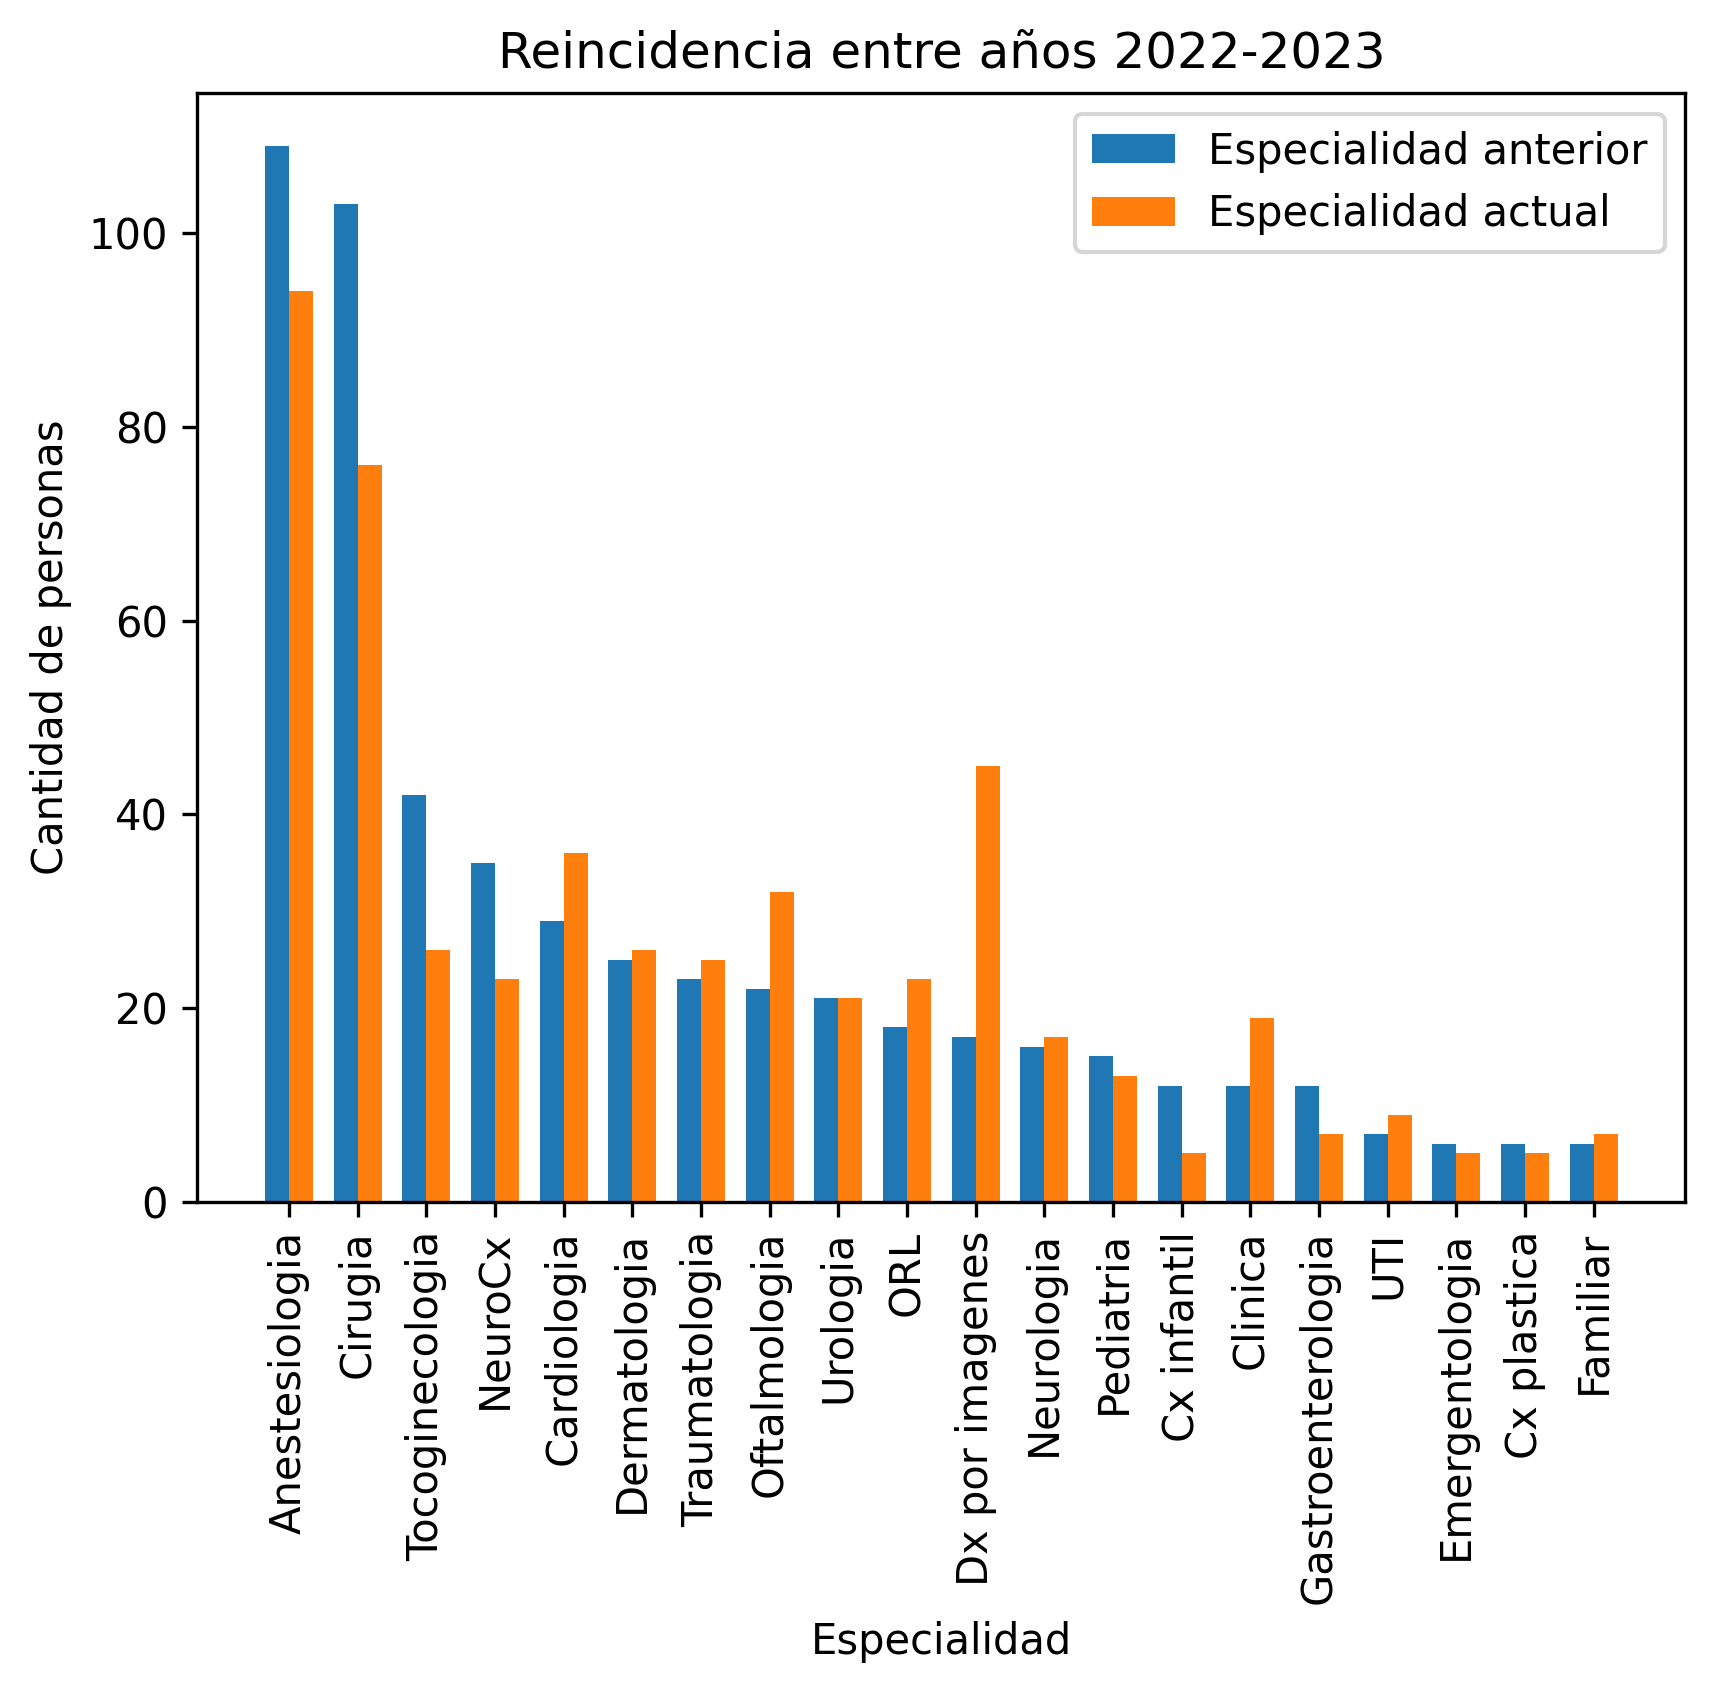 Reincidencia entre años 2022-2023
Especialidad anterior
Especialidad actual
Cantidad de personas
100
80
60
40
20
0
Anestesiologia
Cirugia
Tocoginecologia
NeuroCx
Cardiologia
Dermatologia
Traumatologia
Oftalmologia
Urologia
ORL
Dx por imagenes
Neurologia
Pediatria
Cx infantil
Clinica
Gastroenterologia
UTI
Emergentologia
Cx plastica
Familiar
Especialidad